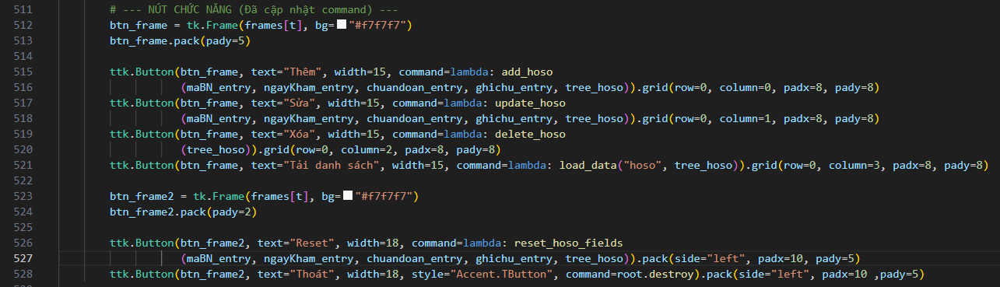 511 # --- NÚT CHỨC NĂNG (Đã cập nhật command) ---
512 btn_frame = tk.Frame(frames[t], bg="#f7f7f7")
513 btn_frame.pack(pady=5)
514
515 ttk.Button(btn_frame, text="Thêm", width=15, command=lambda: add_hoso
516 (maBN_entry, ngayKham_entry, chuandoan_entry, ghichu_entry, tree_hoso)).grid(row=0, column=0, padx=8, pady=8)
517 ttk.Button(btn_frame, text="Sửa", width=15, command=lambda: update_hoso
518 (maBN_entry, ngayKham_entry, chuandoan_entry, ghichu_entry, tree_hoso)).grid(row=0, column=1, padx=8, pady=8)
519 ttk.Button(btn_frame, text="Xóa", width=15, command=lambda: delete_hoso
520 (tree_hoso)).grid(row=0, column=2, padx=8, pady=8)
521 ttk.Button(btn_frame, text="Tải danh sách", width=15, command=lambda: load_data("hoso", tree_hoso)).grid(row=0, column=3, padx=8, pady=8)
522
523 btn_frame2 = tk.Frame(frames[t], bg="#f7f7f7")
524 btn_frame2.pack(pady=2)
525
526 ttk.Button(btn_frame2, text="Reset", width=18, command=lambda: reset_hoso_fields
527 (maBN_entry, ngayKham_entry, chuandoan_entry, ghichu_entry, tree_hoso)).pack(side="left", padx=10, pady=5)
528 ttk.Button(btn_frame2, text="Thoát", width=18, style="Accent.TButton", command=root.destroy).pack(side="left", padx=10 ,pady=5)